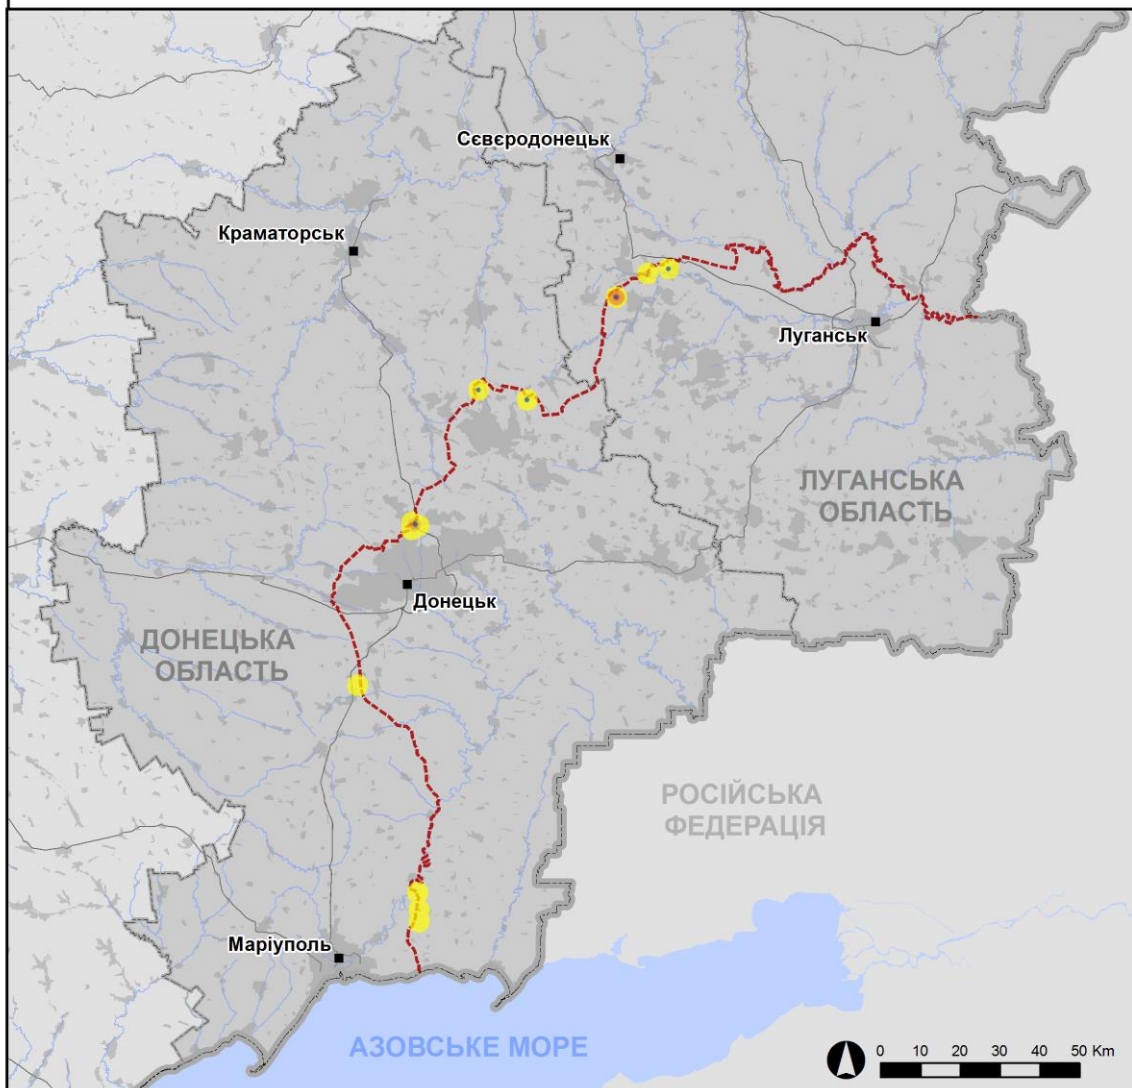 Сєвєродонецьк
Краматорськ
Луганськ
ЛУГАНСЬКА
ОБЛАСТЬ
Донецьк
ДОНЕЦЬКА
ОБЛАСТЬ
РОСІЙСЬКА
ФЕДЕРАЦІЯ
Маріуполь
АЗОВСЬКЕ МОРЕ
0 10 20 30 40 50 Km